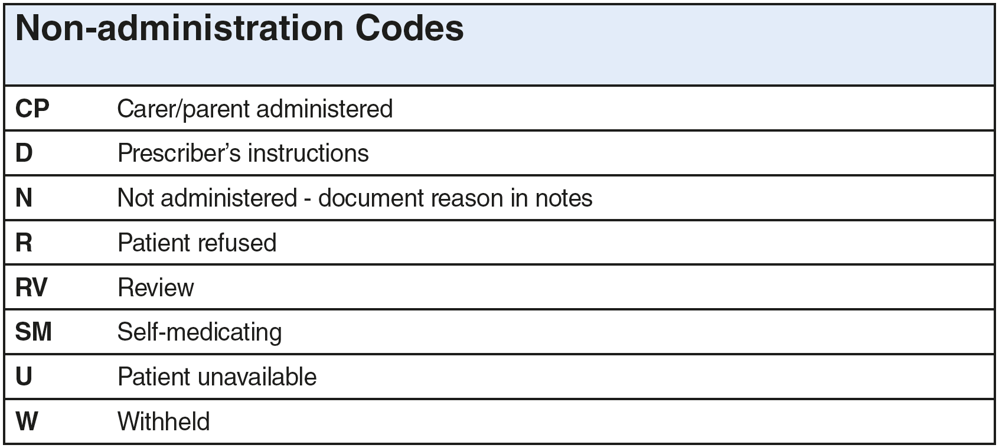 Non-administration Codes
CP Carer/parent administered
D Prescriber’s instructions
N Not administered - document reason in notes
R Patient refused
RV Review
SM Self-medicating
U Patient unavailable
W Withheld